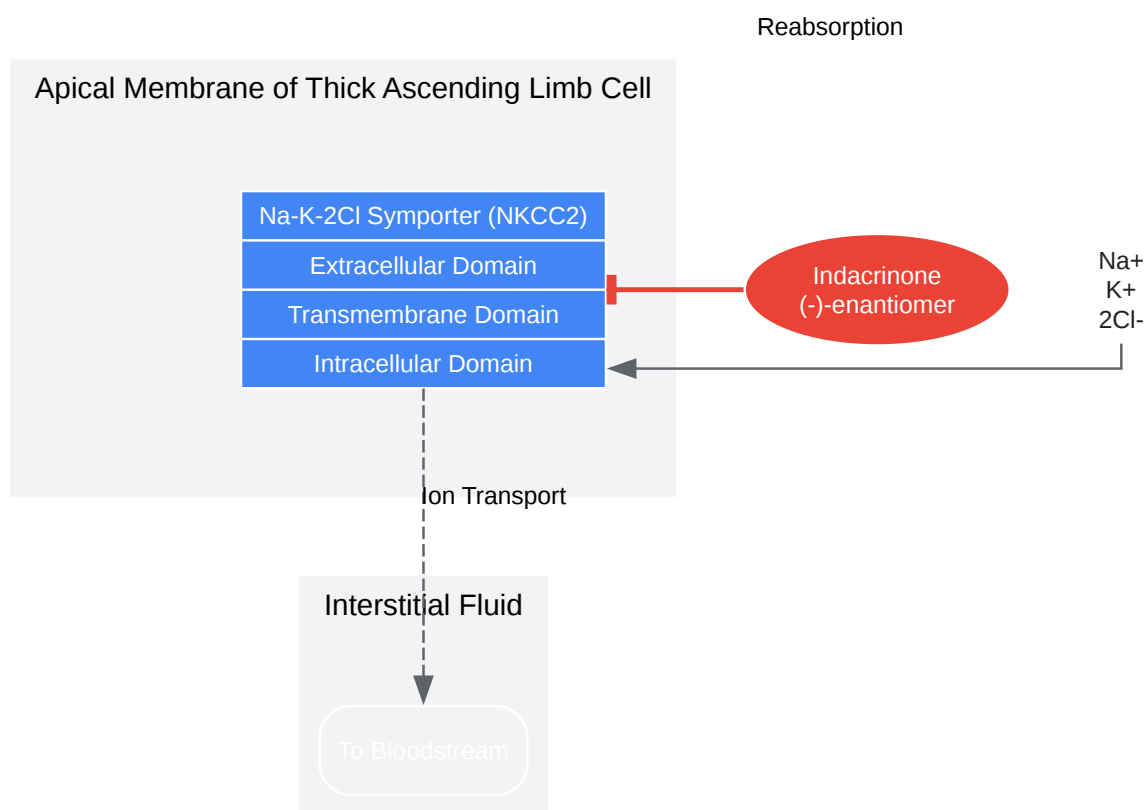 Reabsorption
Apical Membrane of Thick Ascending Limb Cell
Na-K-2Cl Symporter (NKCC2)
Extracellular Domain
Transmembrane Domain
Intracellular Domain
Indacrinone
(-)-enantiomer
Na+
K+
2Cl-
Ion Transport
Interstitial Fluid
To Bloodstream